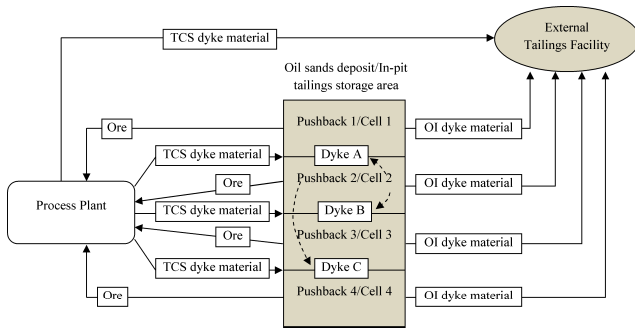 External
Tailings Facility
TCS dyke material
Oil sands deposit/In-pit
tailings storage area
Pushback 1/Cell 1
Ore
OI dyke material
TCS dyke material
Dyke A
Pushback 2/Cell 2
Ore
OI dyke material
Process Plant
TCS dyke material
Dyke B
Pushback 3/Cell 3
Ore
OI dyke material
TCS dyke material
Dyke C
Pushback 4/Cell 4
Ore
OI dyke material